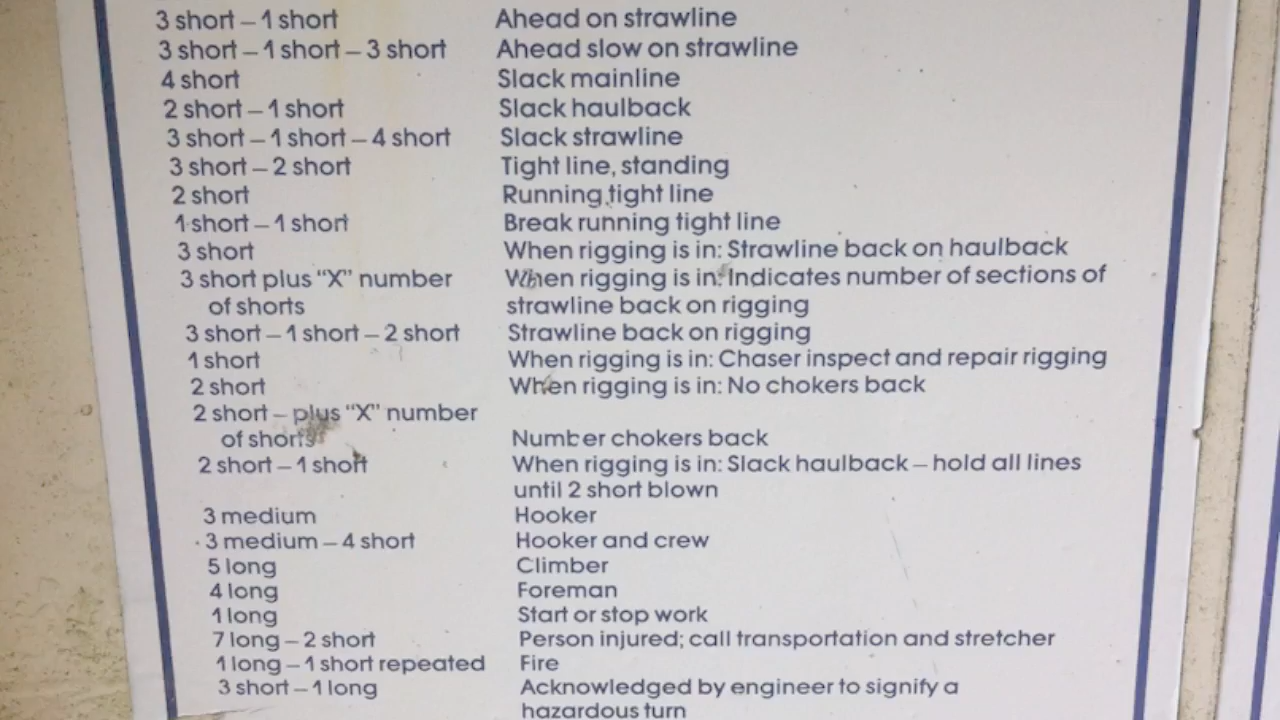 3 short – 1 short Ahead on strawline
3 short – 1 short – 3 short Ahead slow on strawline
4 short Slack mainline
2 short – 1 short Slack haulback
3 short – 1 short – 4 short Slack strawline
3 short – 2 short Tight line, standing
2 short Running tight line
1 short – 1 short Break running tight line
3 short When rigging is in: Strawline back on haulback
3 short plus “X” number When rigging is in: Indicates number of sections of
of shorts strawline back on rigging
3 short – 1 short – 2 short Strawline back on rigging
1 short When rigging is in: Chaser inspect and repair rigging
2 short When rigging is in: No chokers back
2 short – plus “X” number
of shorts Number chokers back
2 short – 1 short When rigging is in: Slack haulback – hold all lines
until 2 short blown
3 medium Hooker
3 medium – 4 short Hooker and crew
5 long Climber
4 long Foreman
1 long Start or stop work
7 long – 2 short Person injured; call transportation and stretcher
1 long – 1 short repeated Fire
3 short – 1 long Acknowledged by engineer to signify a
hazardous turn